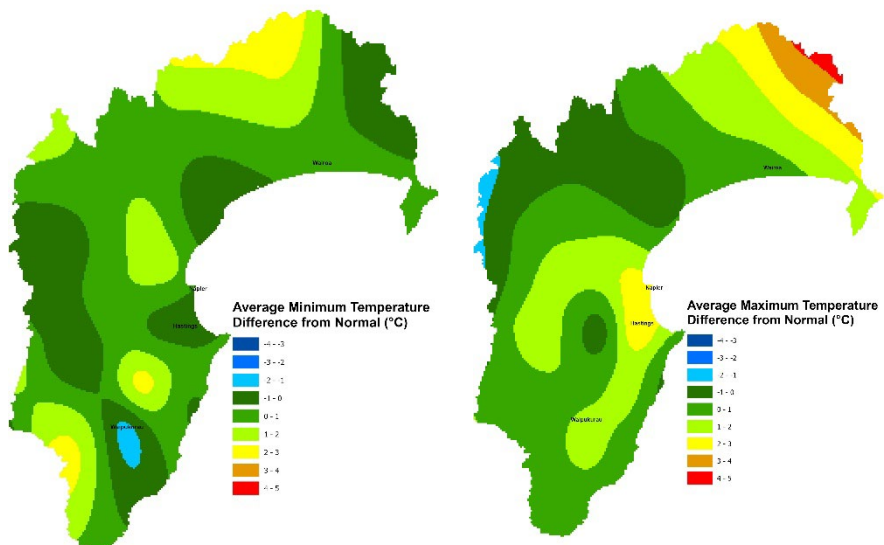 Wairoa
Napier
Hastings
Waipukurau
Average Minimum Temperature
Difference from Normal (°C)
-4 - -3
-3 - -2
-2 - -1
-1 - 0
0 - 1
1 - 2
2 - 3
3 - 4
4 - 5
Wairoa
Napier
Hastings
Waipukurau
Average Maximum Temperature
Difference from Normal (°C)
-4 - -3
-3 - -2
-2 - -1
-1 - 0
0 - 1
1 - 2
2 - 3
3 - 4
4 - 5